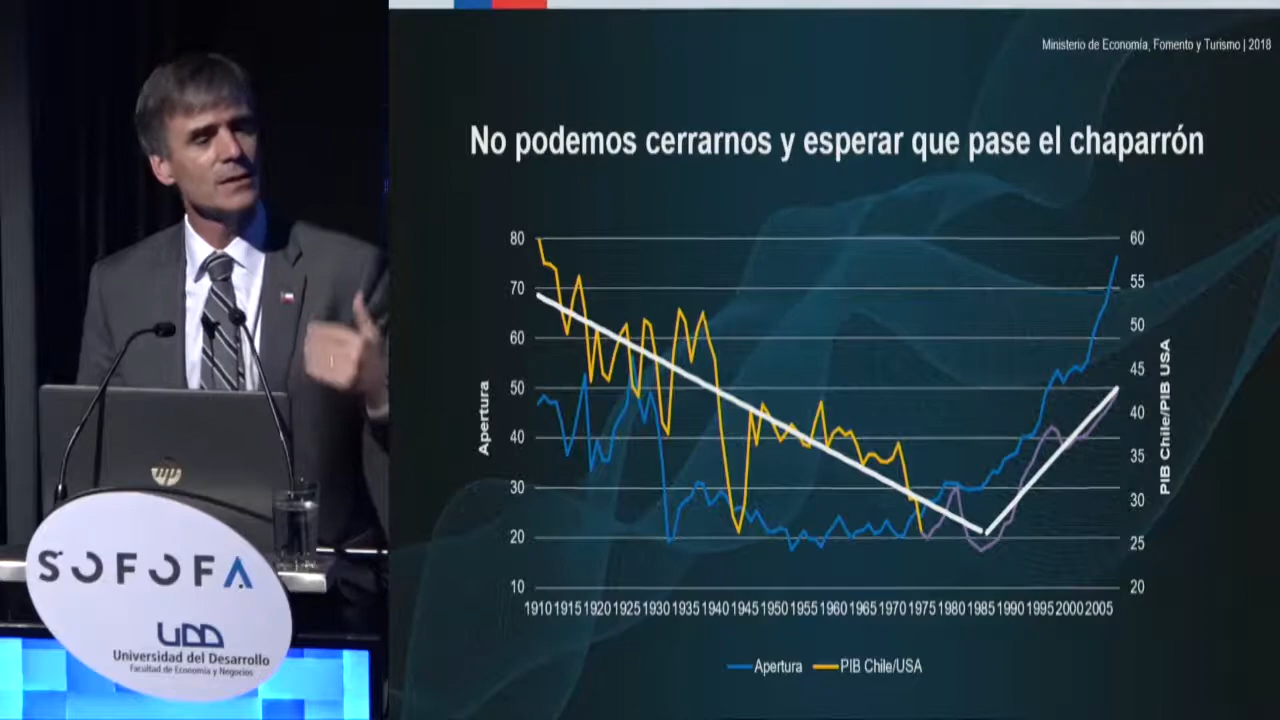 Ministerio de Economía, Fomento y Turismo | 2018
No podemos cerrarnos y esperar que pase el chaparrón
80
70
60
50
40
30
20
10
Apertura
60
55
50
45
40
35
30
25
20
PIB Chile/PIB USA
1910 1915 1920 1925 1930 1935 1940 1945 1950 1955 1960 1965 1970 1975 1980 1985 1990 1995 2000 2005
Apertura PIB Chile/USA
hp
SOFOFA
UDD
Universidad del Desarrollo
Facultad de Economía y Negocios